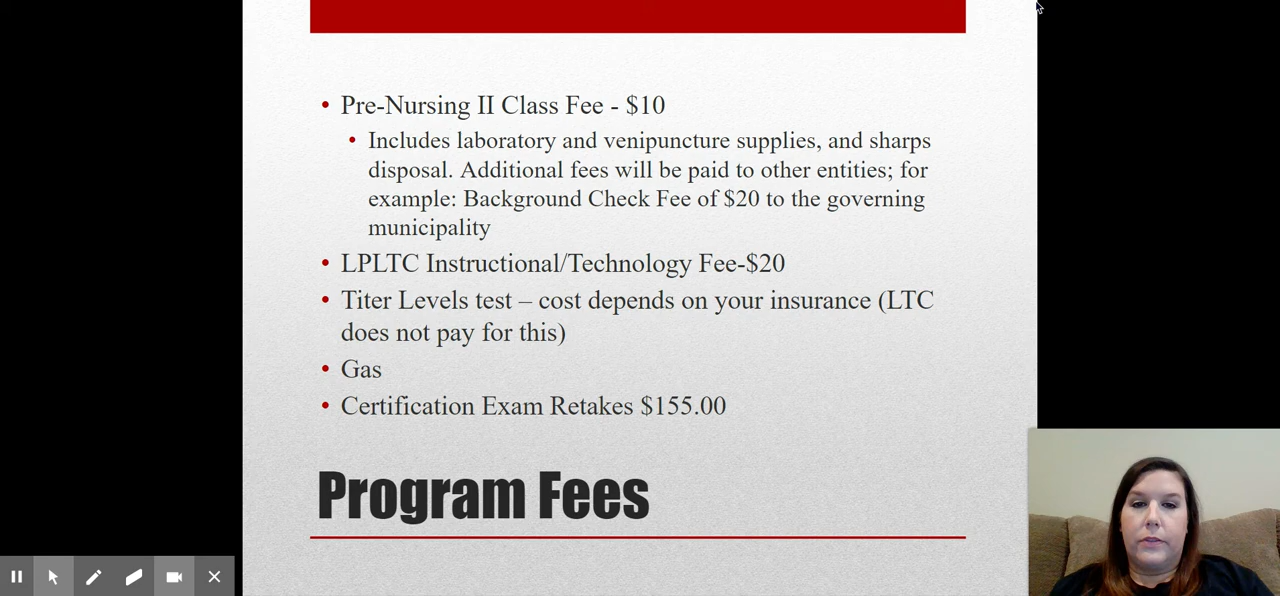 Pre-Nursing II Class Fee - $10
Includes laboratory and venipuncture supplies, and sharps
disposal. Additional fees will be paid to other entities; for
example: Background Check Fee of $20 to the governing
municipality
LPLTC Instructional/Technology Fee-$20
Titer Levels test – cost depends on your insurance (LTC
does not pay for this)
Gas
Certification Exam Retakes $155.00
Program Fees